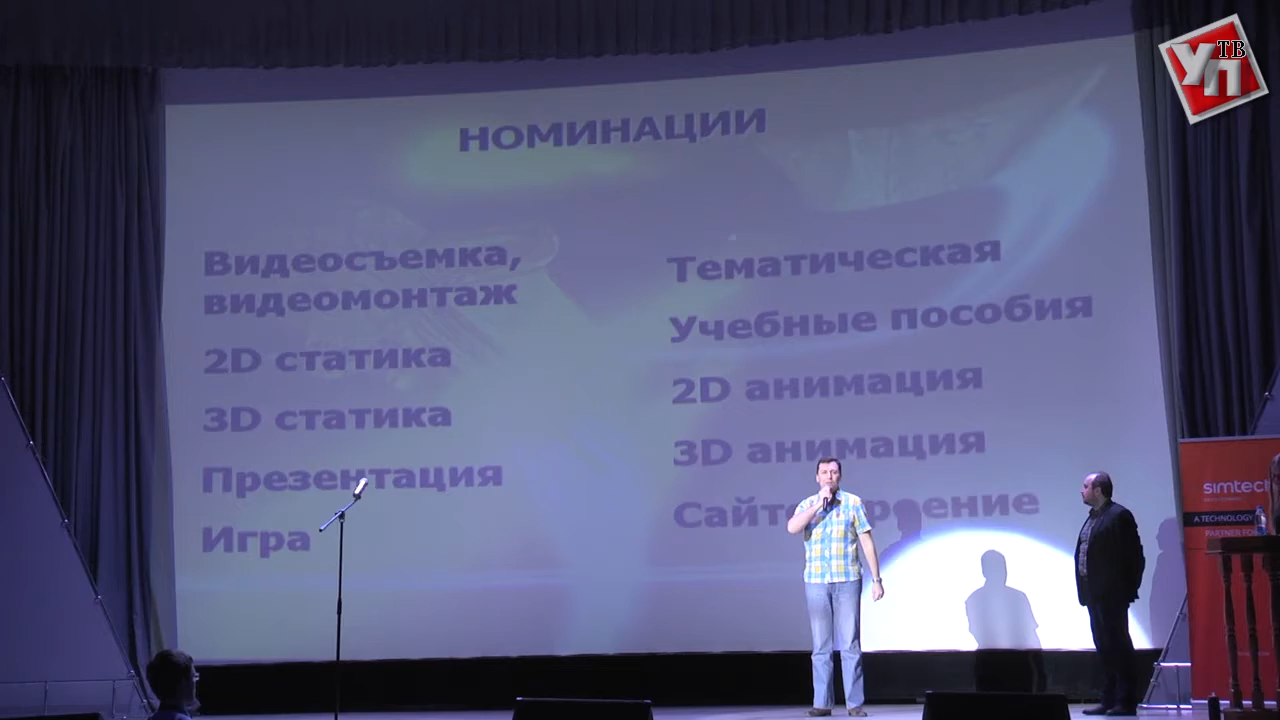 УП ТВ
НОМИНАЦИИ
Видеосъемка,
видеомонтаж
2D статика
3D статика
Презентация
Игра
Тематическая
Учебные пособия
2D анимация
3D анимация
Сайтостроение
simtech
A TECHNOLOGY
PARTNER FO